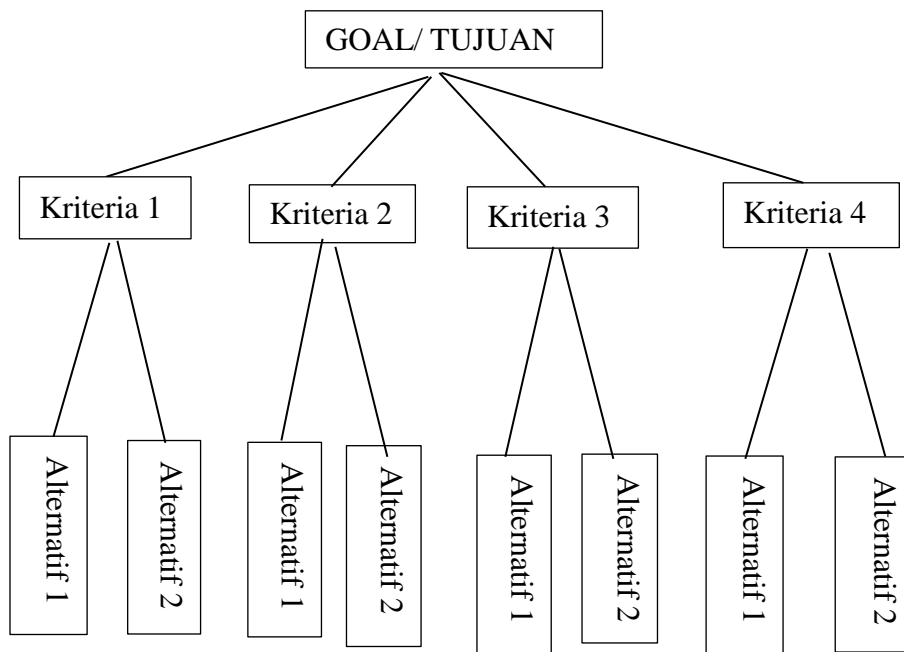 GOAL/ TUJUAN
Kriteria 1
Kriteria 2
Kriteria 3
Kriteria 4
Alternatif 1
Alternatif 2
Alternatif 1
Alternatif 2
Alternatif 1
Alternatif 2
Alternatif 1
Alternatif 2